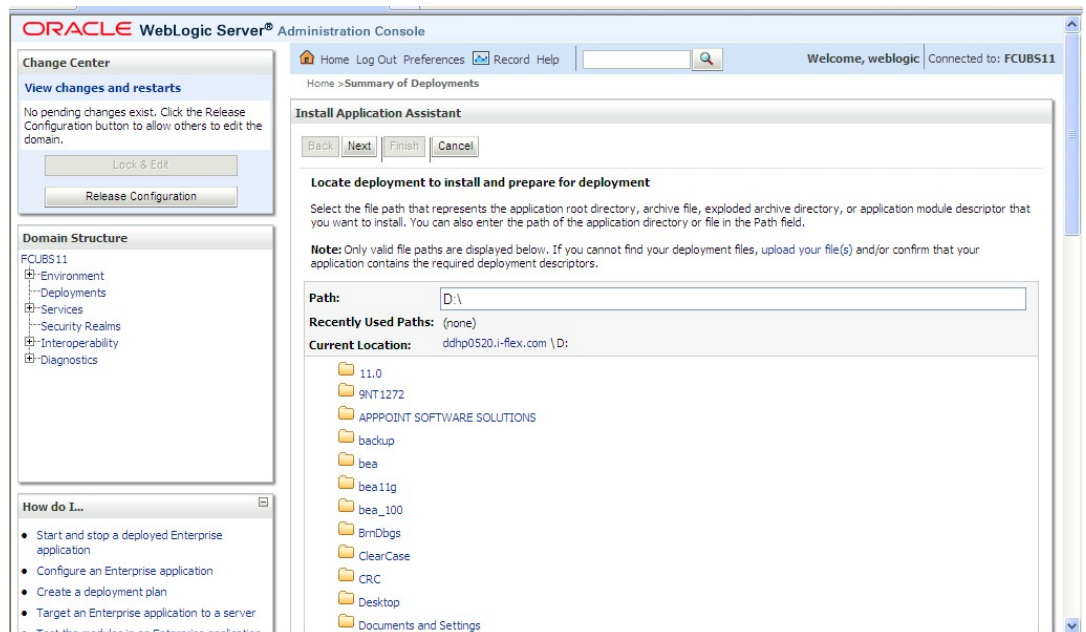 ORACLE WebLogic Server® Administration Console
Change Center
View changes and restarts
No pending changes exist. Click the Release
Configuration button to allow others to edit the
domain.
Lock & Edit
Release Configuration
Domain Structure
FCUBS11
Environment
Deployments
Services
Security Realms
Interoperability
Diagnostics
How do I...
Start and stop a deployed Enterprise
application
Configure an Enterprise application
Create a deployment plan
Target an Enterprise application to a server
Test the modules in an Enterprise application
Home Log Out Preferences Record Help
Welcome, weblogic Connected to: FCUBS11
Home >Summary of Deployments
Install Application Assistant
Back Next Finish Cancel
Locate deployment to install and prepare for deployment
Select the file path that represents the application root directory, archive file, exploded archive directory, or application module descriptor that
you want to install. You can also enter the path of the application directory or file in the Path field.
Note: Only valid file paths are displayed below. If you cannot find your deployment files, upload your file(s) and/or confirm that your
application contains the required deployment descriptors.
Path: D:\
Recently Used Paths: (none)
Current Location: ddhp0520.i-flex.com \D:
11.0
9NT1272
APPPOINT SOFTWARE SOLUTIONS
backup
bea
bea11g
bea_100
BrnDbgs
ClearCase
CRC
Desktop
Documents and Settings